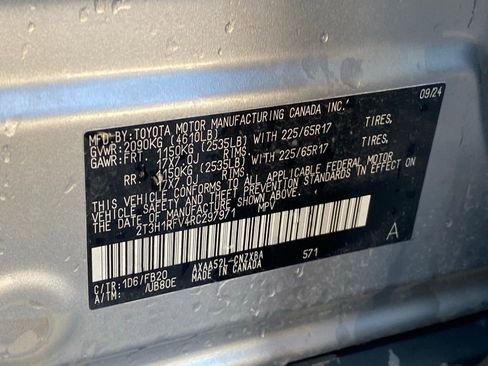 MFD.BY:TOYOTA MOTOR MANUFACTURING CANADA INC. 09/24
GVWR: 2090KG (4610LB)
GAWR: FRT. 1150KG (2535LB) WITH 225/65R17 TIRES.
17X7.0J RIMS
RR. 1150KG (2535LB) WITH 225/65R17 TIRES.
17X7.0J RIMS.
THIS VEHICLE CONFORMS TO ALL APPLICABLE FEDERAL MOTOR
VEHICLE SAFETY AND THEFT PREVENTION STANDARDS IN EFFECT ON
THE DATE OF MANUFACTURE SHOWN ABOVE.
2T3H1RFV4RC297971 MPV
A
C/TR:1D6/FB20 AXAA52L-CNZXBA 571
A/TM: /UB80E MADE IN CANADA